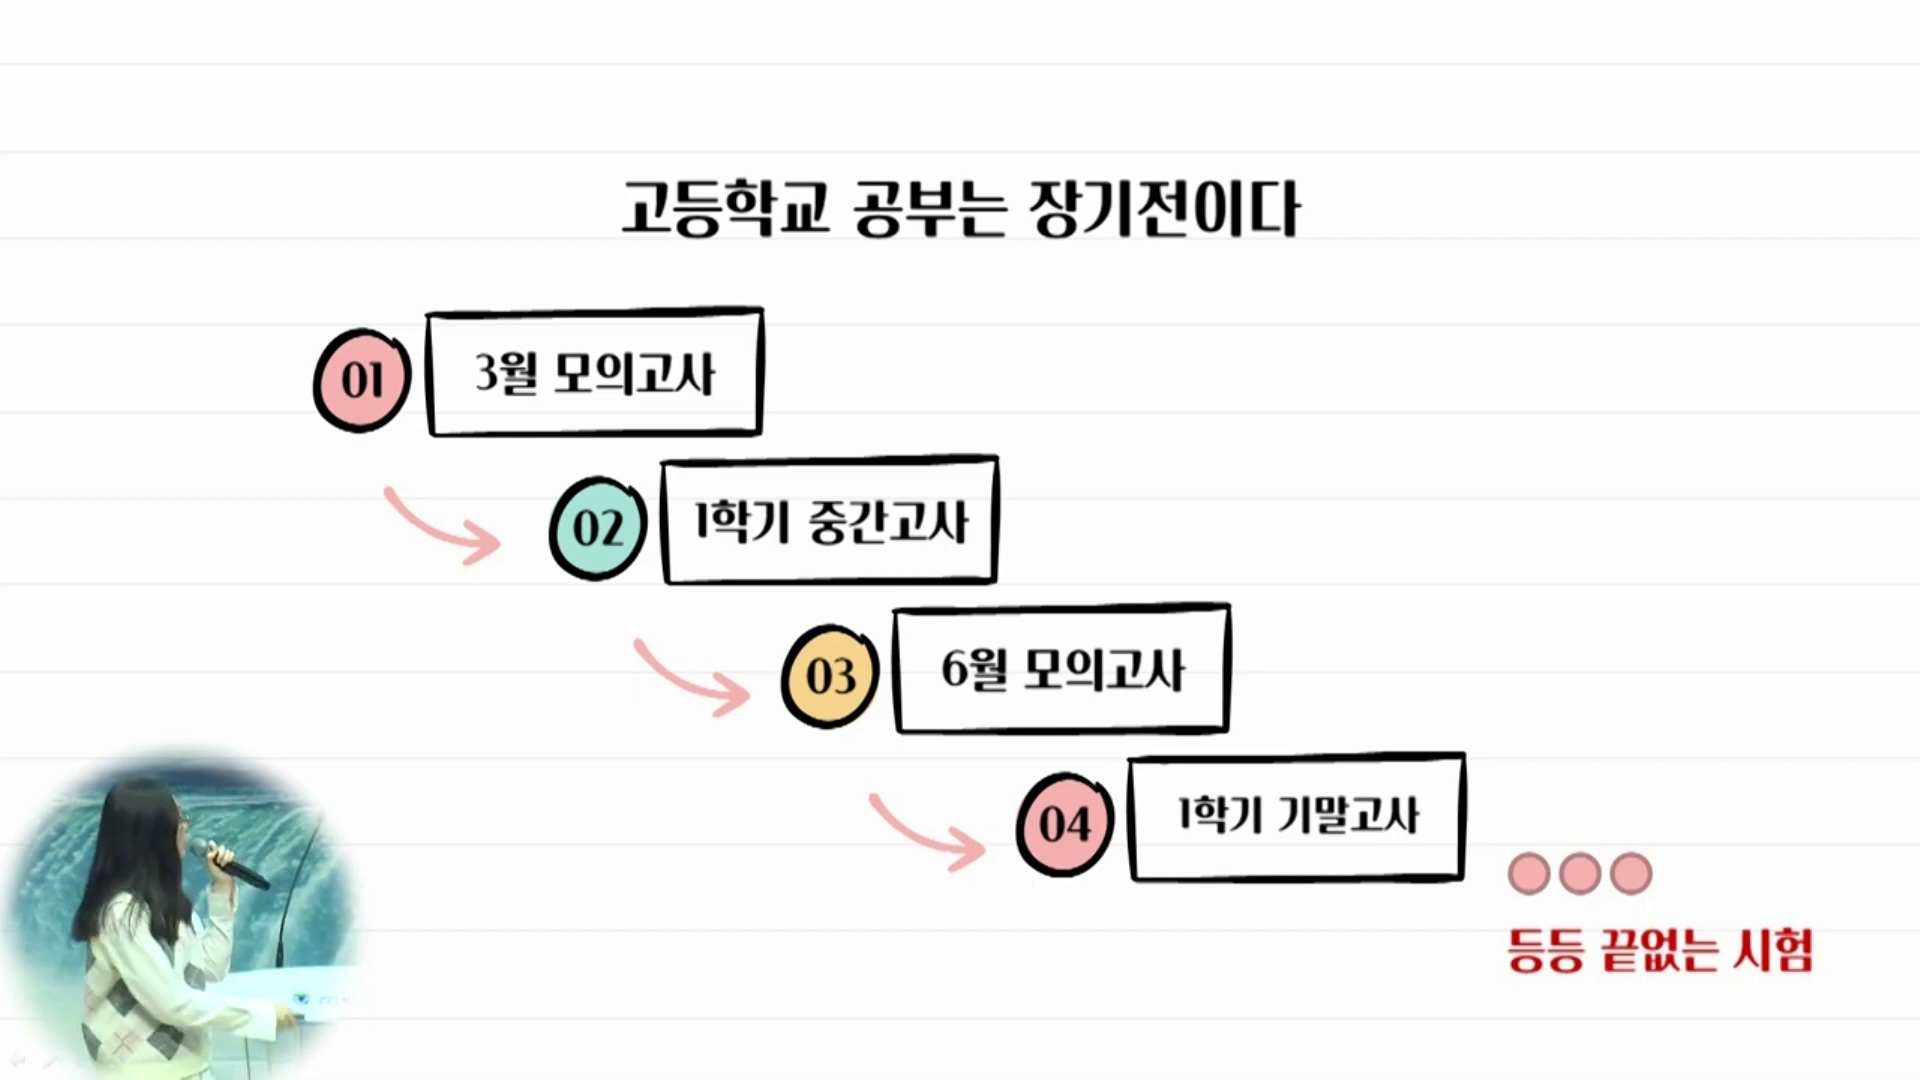 고등학교 공부는 장기전이다
01
3월 모의고사
02
1학기 중간고사
03
6월 모의고사
04
1학기 기말고사
등등 끝없는 시험